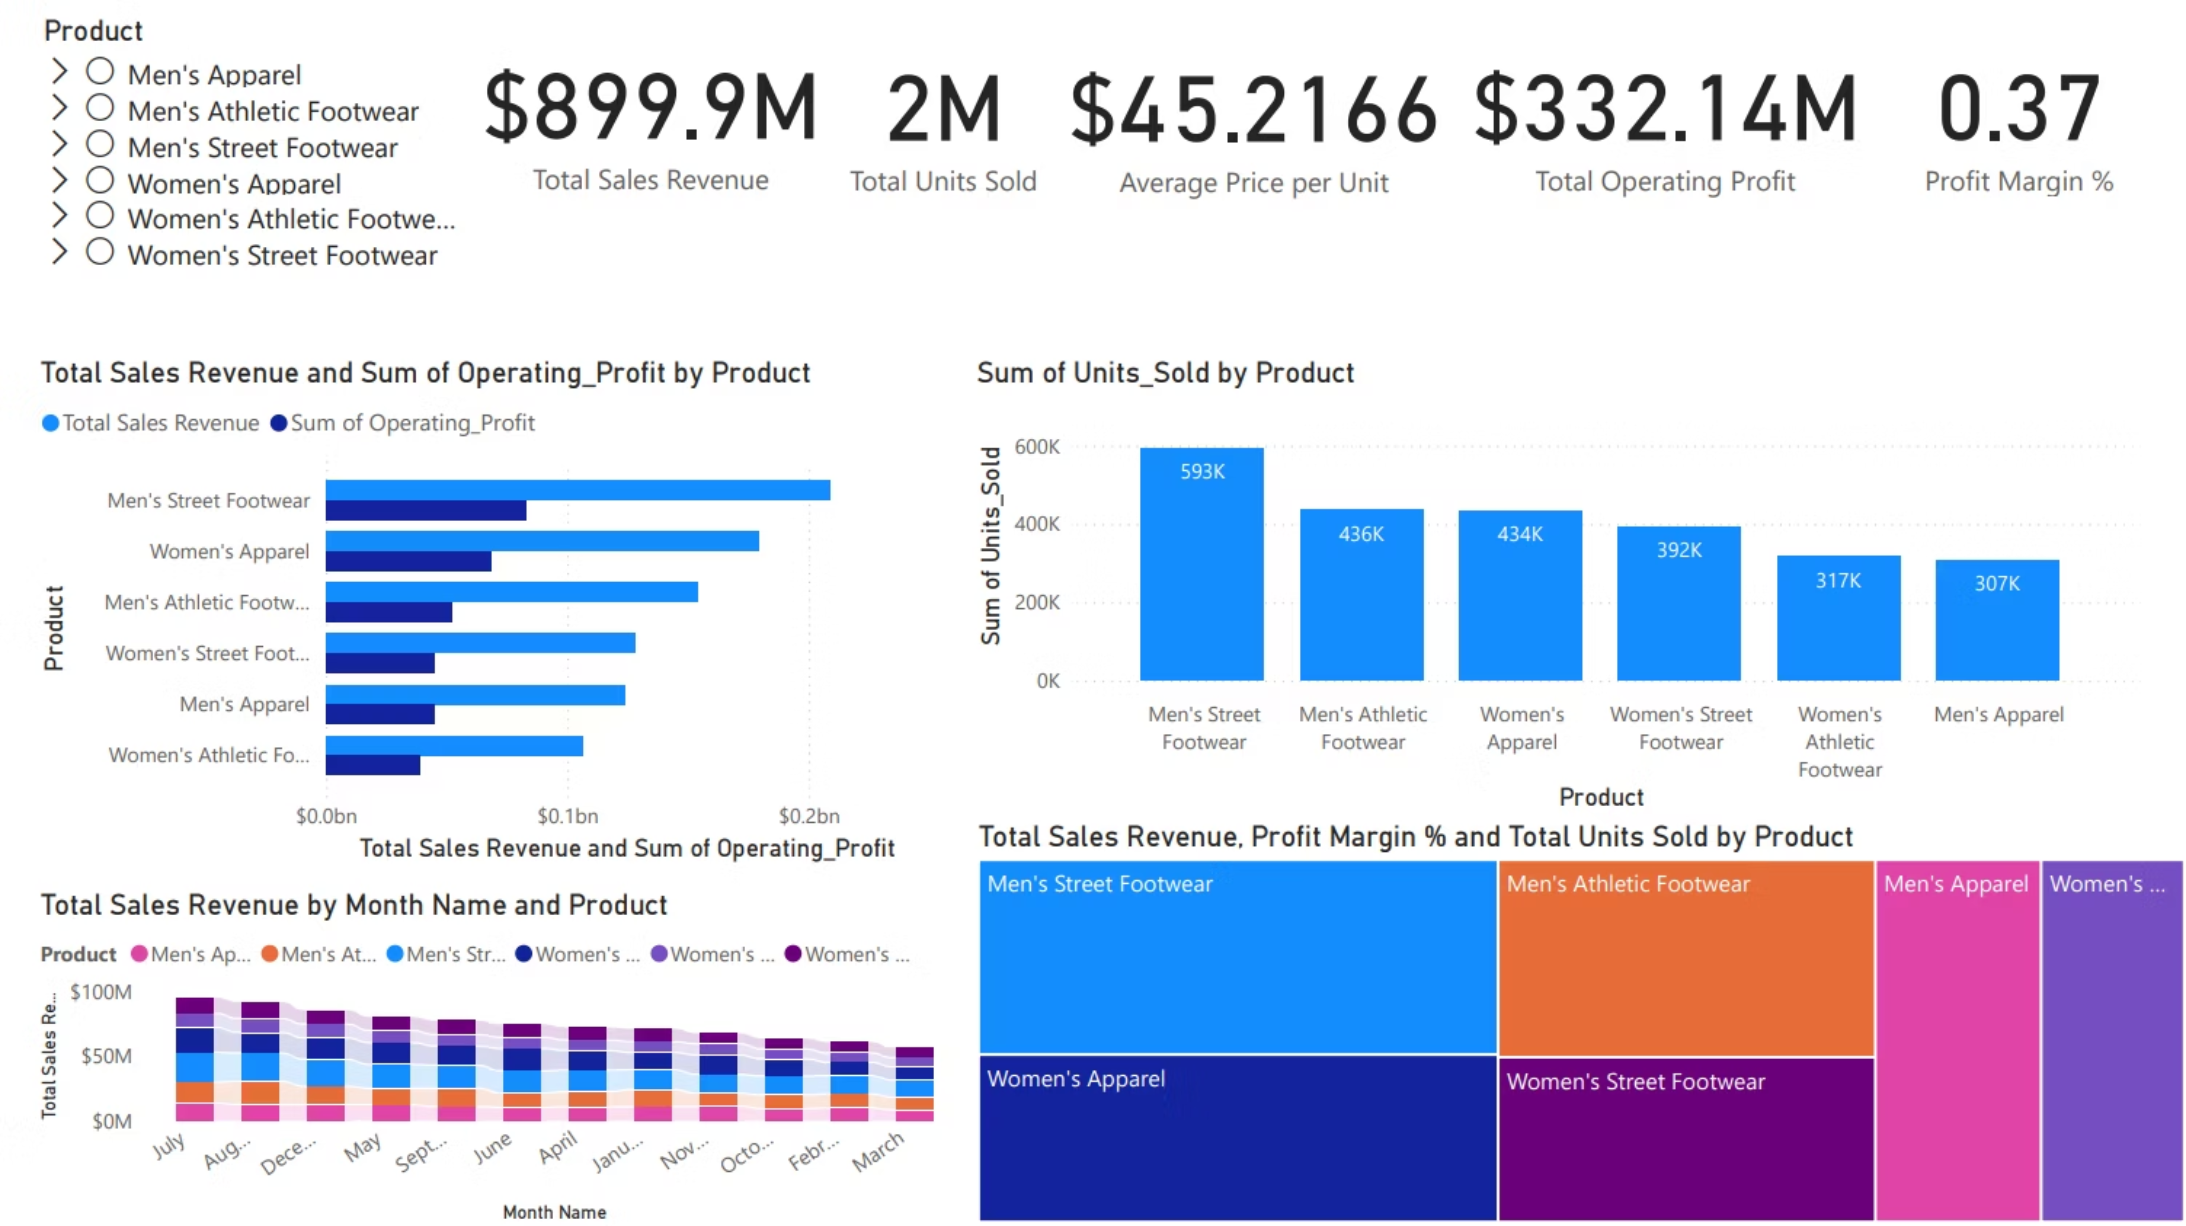 Product
Men's Apparel
Men's Athletic Footwear
Men's Street Footwear
Women's Apparel
Women's Athletic Footwe...
Women's Street Footwear
$899.9M
Total Sales Revenue
2M
Total Units Sold
$45.2166
Average Price per Unit
$332.14M
Total Operating Profit
0.37
Profit Margin %
Total Sales Revenue and Sum of Operating_Profit by Product
Total Sales Revenue Sum of Operating_Profit
Product
Men's Street Footwear
Women's Apparel
Men's Athletic Footw...
Women's Street Foot...
Men's Apparel
Women's Athletic Fo...
$0.0bn $0.1bn $0.2bn
Total Sales Revenue and Sum of Operating_Profit
Sum of Units_Sold by Product
Sum of Units_Sold
600K
400K
200K
0K
593K
436K
434K
392K
317K
307K
Men's Street
Footwear
Men's Athletic
Footwear
Women's
Apparel
Women's Street
Footwear
Women's
Athletic
Footwear
Men's Apparel
Product
Total Sales Revenue by Month Name and Product
Product Men's Ap... Men's At... Men's Str... Women's ... Women's ... Women's ...
Total Sales Re...
$100M
$50M
$0M
July Aug... Dece... May Sept... June April Janu... Nov... Octo... Febr... March
Month Name
Total Sales Revenue, Profit Margin % and Total Units Sold by Product
Men's Street Footwear
Women's Apparel
Men's Athletic Footwear
Women's Street Footwear
Men's Apparel
Women's ...